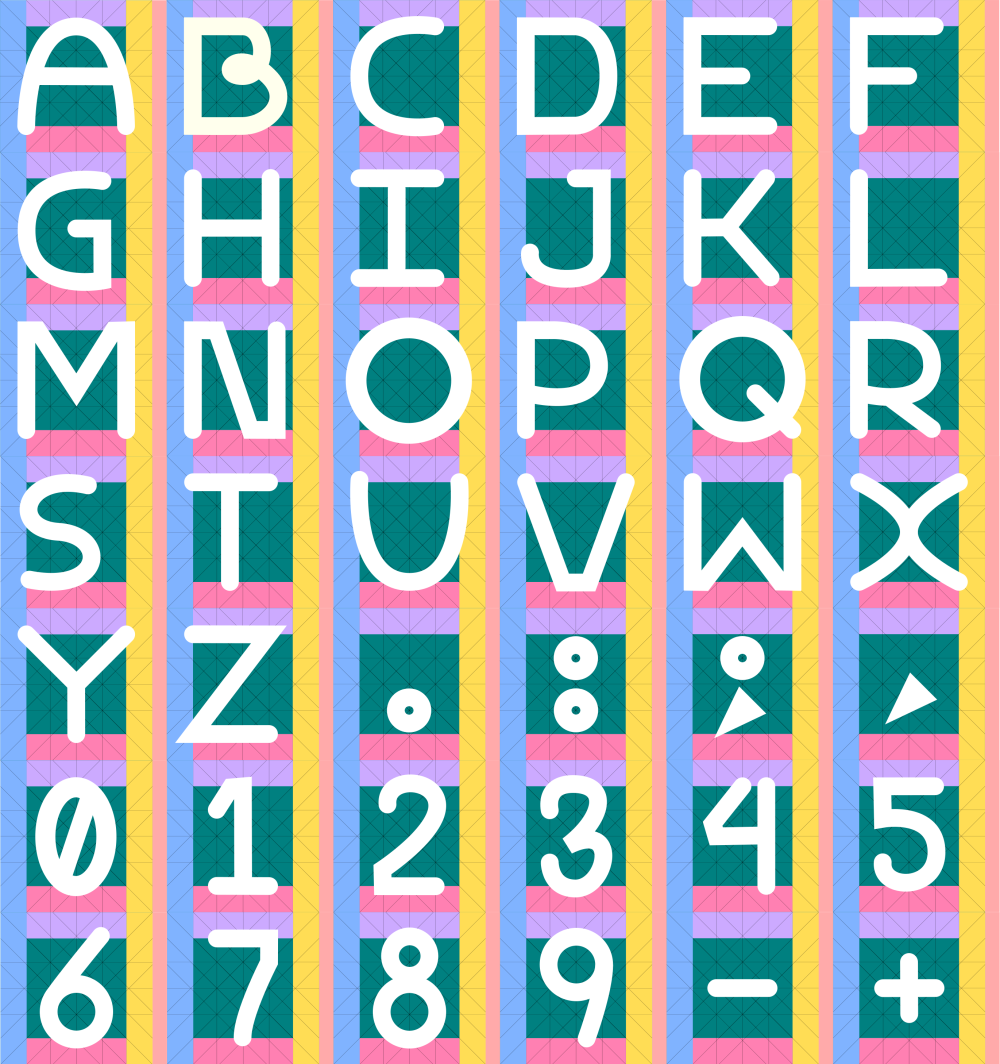 A B C D E F
G H I J K L
M N O P Q R
S T U V W X
Y Z . : ; ,
0 1 2 3 4 5
6 7 8 9 - +